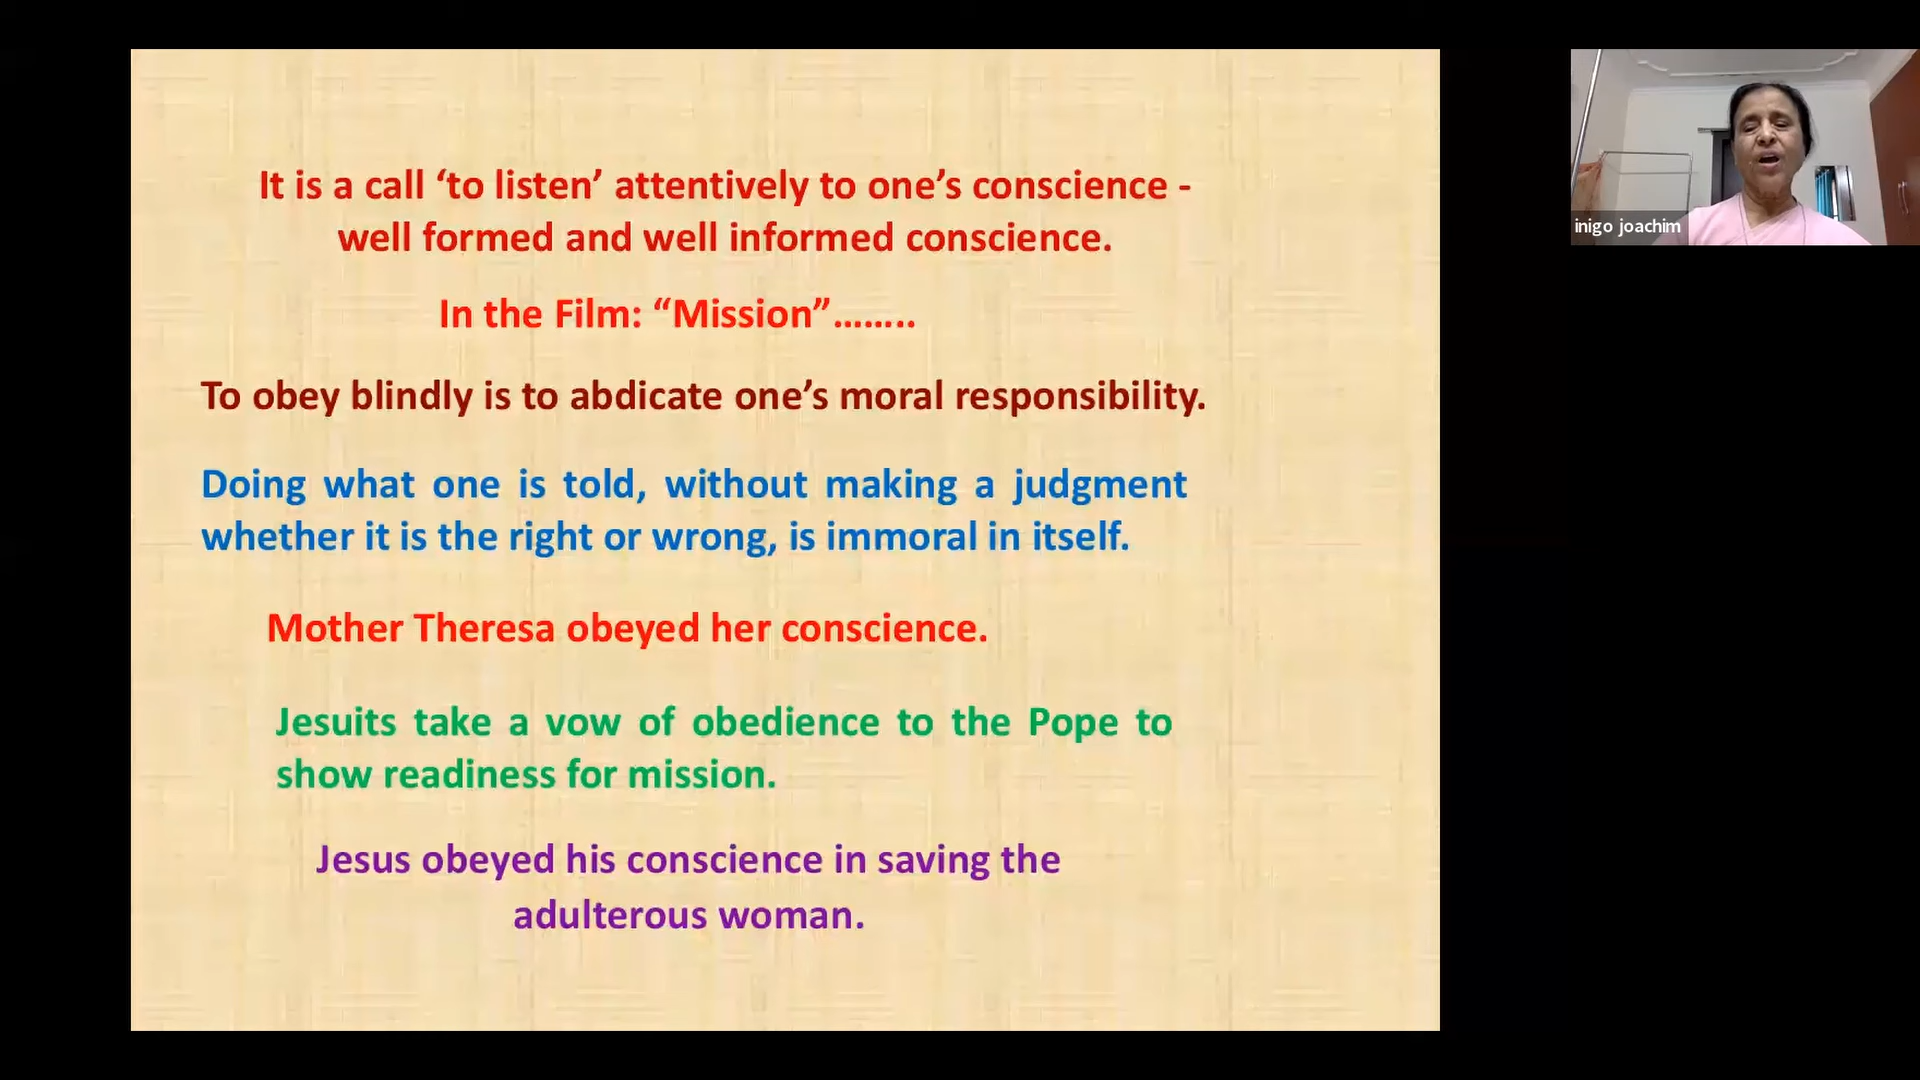 It is a call ‘to listen’ attentively to one’s conscience -
well formed and well informed conscience.
In the Film: “Mission”……..
To obey blindly is to abdicate one’s moral responsibility.
Doing what one is told, without making a judgment
whether it is the right or wrong, is immoral in itself.
Mother Theresa obeyed her conscience.
Jesuits take a vow of obedience to the Pope to
show readiness for mission.
Jesus obeyed his conscience in saving the
adulterous woman.
inigo joachim